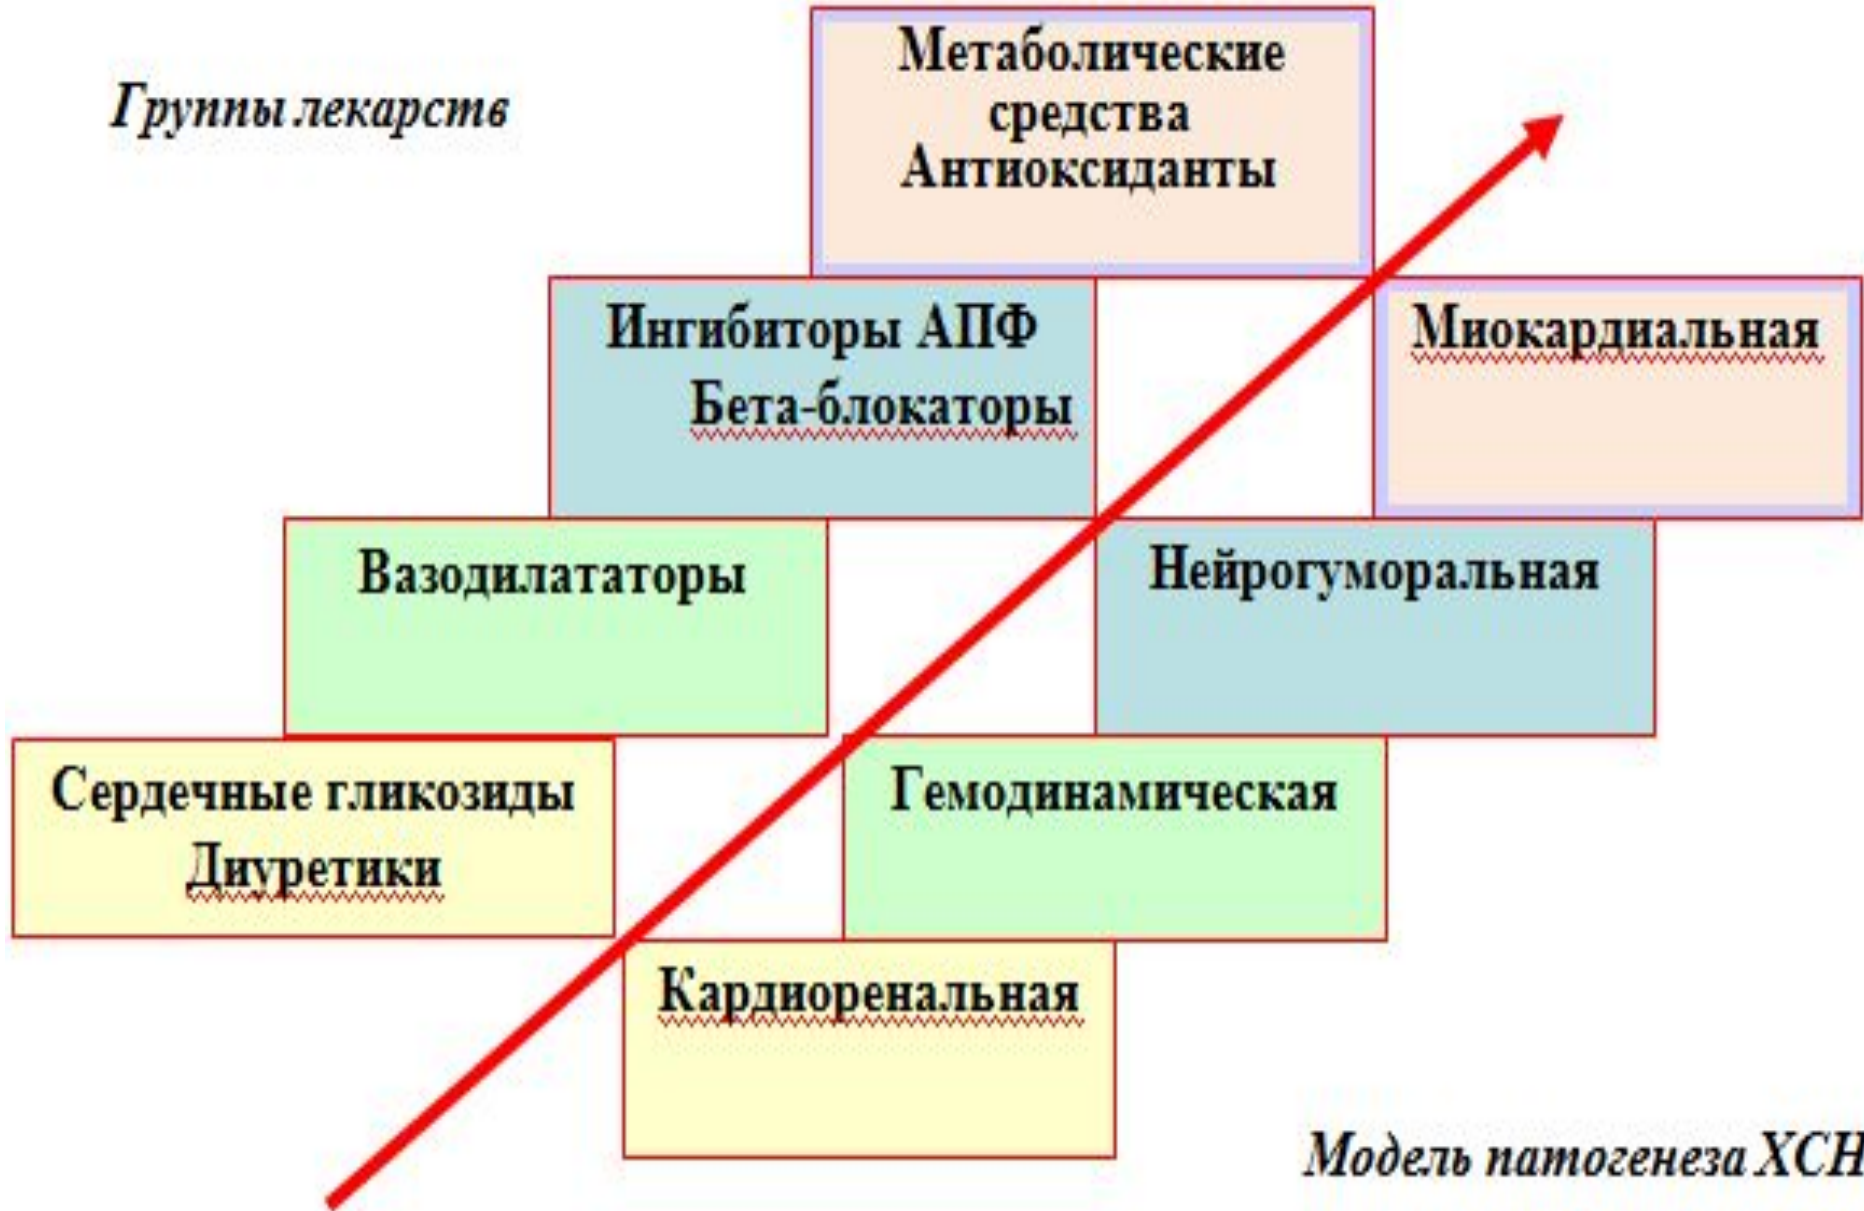 Группы лекарств
Метаболические
средства
Антиоксиданты
Ингибиторы АПФ
Бета-блокаторы
Миокардиальная
Вазодилататоры
Нейрогуморальная
Сердечные гликозиды
Диуретики
Гемодинамическая
Кардиоренальная
Модель патогенеза ХСН